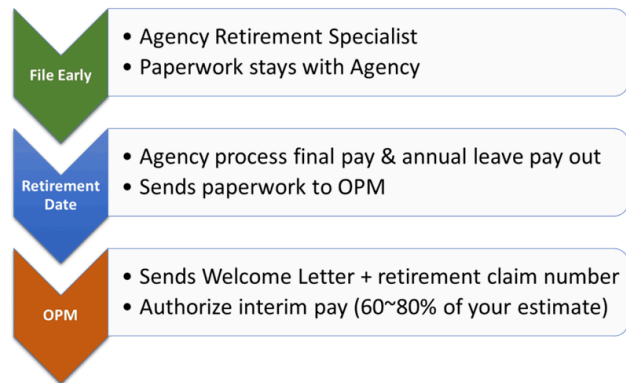 File Early
• Agency Retirement Specialist
• Paperwork stays with Agency
Retirement
Date
• Agency process final pay & annual leave pay out
• Sends paperwork to OPM
OPM
• Sends Welcome Letter + retirement claim number
• Authorize interim pay (60~80% of your estimate)